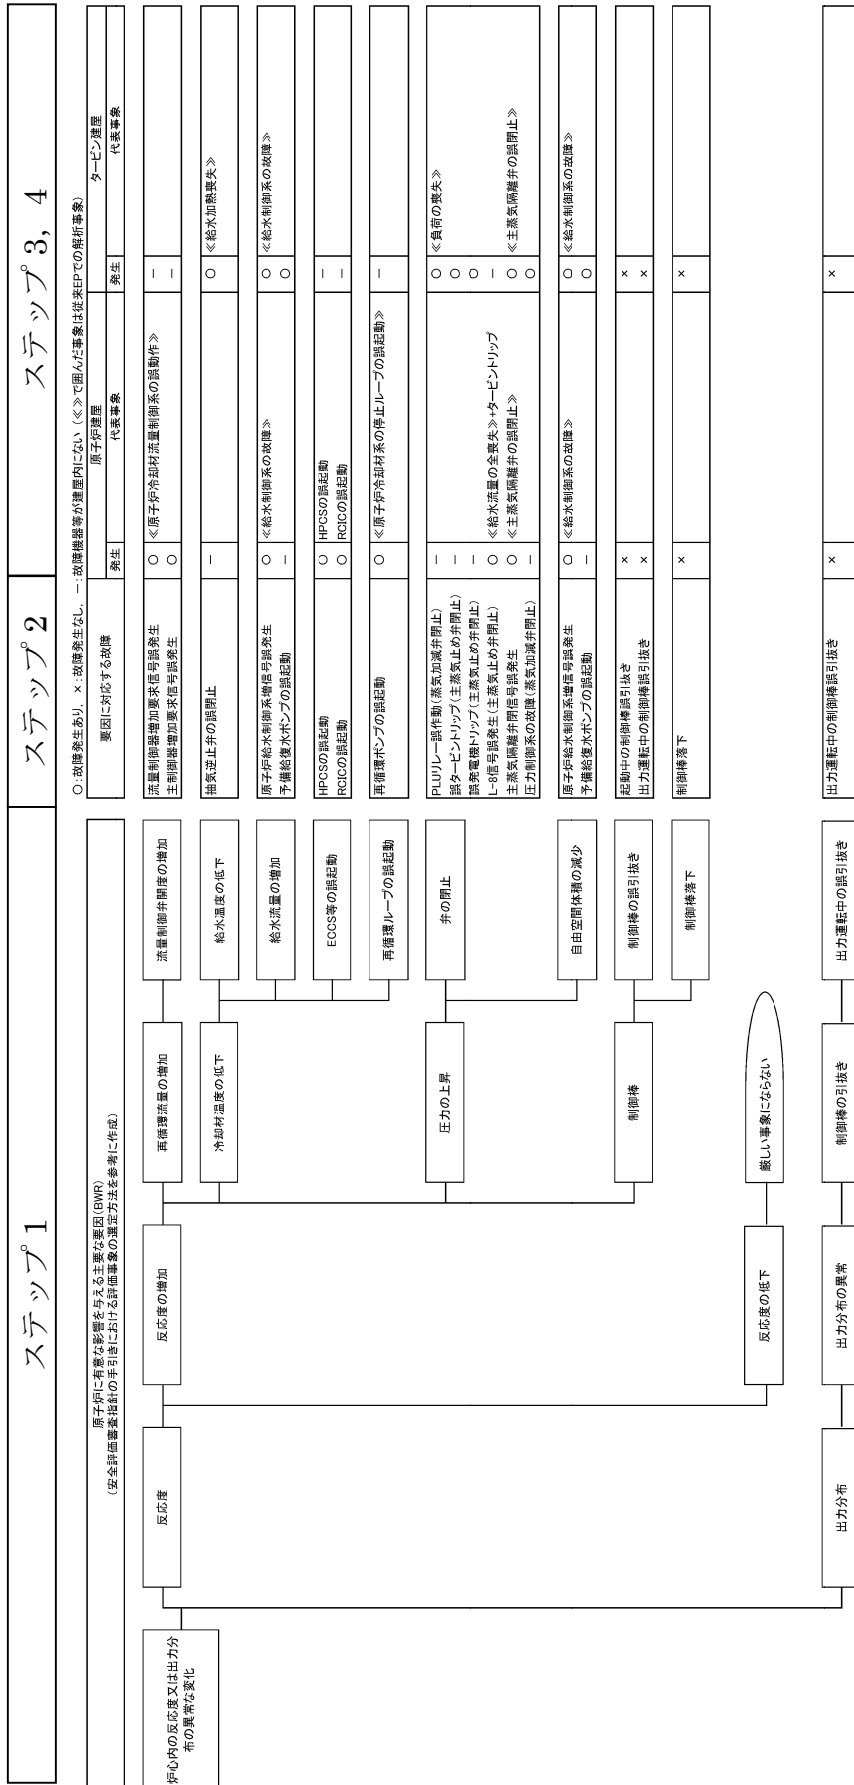 ステップ1
ステップ2
ステップ3, 4
○:故障発生あり、×:故障発生なし、－:故障機器等が建屋内にない(≪≫で囲んだ事象は従来EPでの解析事象)
原子炉に有意な影響を与える主要な要因(BWR)
(安全評価審査指針の手引きにおける評価事象の選定方法を参考に作成)
要因に対応する故障
原子炉建屋
タービン建屋
発生
代表事象
発生
代表事象
炉心内の反応度又は出力分
布の異常な変化
反応度
反応度の増加
再循環流量の増加
流量制御弁開度の増加
流量制御器増加要求信号誤発生
○
≪原子炉冷却材流量制御系の誤動作≫
－
主制御器増加要求信号誤発生
○
－
冷却材温度の低下
給水温度の低下
抽気逆止弁の誤閉止
－
○
≪給水加熱喪失≫
給水流量の増加
原子炉給水制御系増信号誤発生
○
≪給水制御系の故障≫
○
≪給水制御系の故障≫
予備給復水ポンプの誤起動
－
○
ECCS等の誤起動
HPCSの誤起動
○
HPCSの誤起動
－
RCICの誤起動
○
RCICの誤起動
－
再循環ループの誤起動
再循環ポンプの誤起動
○
≪原子炉冷却材系の停止ループの誤起動≫
－
圧力の上昇
弁の閉止
PLUリレー誤作動(蒸気加減弁閉止)
－
○
≪負荷の喪失≫
誤タービントリップ(主蒸気止め弁閉止)
－
○
誤発電機トリップ(主蒸気止め弁閉止)
－
○
L-8信号誤発生(主蒸気止め弁閉止)
○
≪給水流量の全喪失≫+タービントリップ
－
主蒸気隔離弁閉信号誤発生
○
≪主蒸気隔離弁の誤閉止≫
○
≪主蒸気隔離弁の誤閉止≫
圧力制御系の故障(蒸気加減弁閉止)
－
○
自由空間体積の減少
原子炉給水制御系増信号誤発生
○
≪給水制御系の故障≫
○
≪給水制御系の故障≫
予備給復水ポンプの誤起動
－
○
制御棒
制御棒の誤引抜き
起動中の制御棒誤引抜き
×
×
出力運転中の制御棒誤引抜き
×
×
制御棒落下
制御棒落下
×
×
反応度の低下
厳しい事象にならない
出力分布
出力分布の異常
制御棒の引抜き
出力運転中の誤引抜き
出力運転中の制御棒誤引抜き
×
×